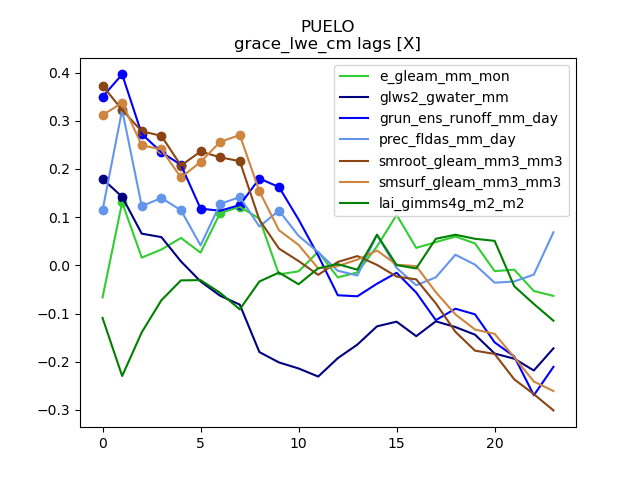 PUELO
grace_lwe_cm lags [X]
e_gleam_mm_mon
glws2_gwater_mm
grun_ens_runoff_mm_day
prec_fldas_mm_day
smroot_gleam_mm3_mm3
smsurf_gleam_mm3_mm3
lai_gimms4g_m2_m2
0.4
0.3
0.2
0.1
0.0
−0.1
−0.2
−0.3
0 5 10 15 20